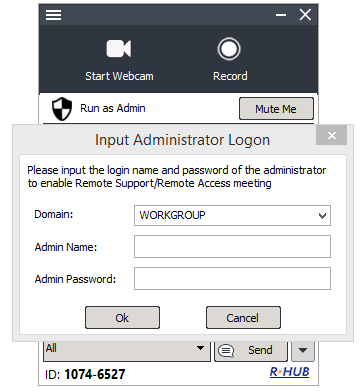 Start Webcam Record
Run as Admin Mute Me
Input Administrator Logon
Please input the login name and password of the administrator
to enable Remote Support/Remote Access meeting
Domain: WORKGROUP
Admin Name:
Admin Password:
Ok Cancel
All Send
ID: 1074-6527 R•HUB